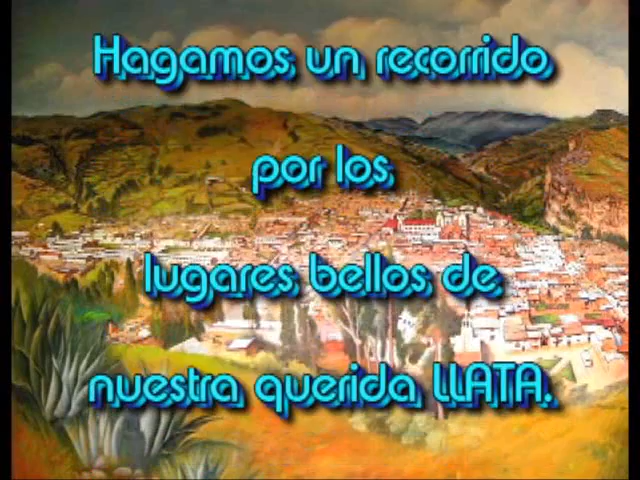 Hagamos un recorrido
por los
lugares bellos de
nuestra querida LLATA.